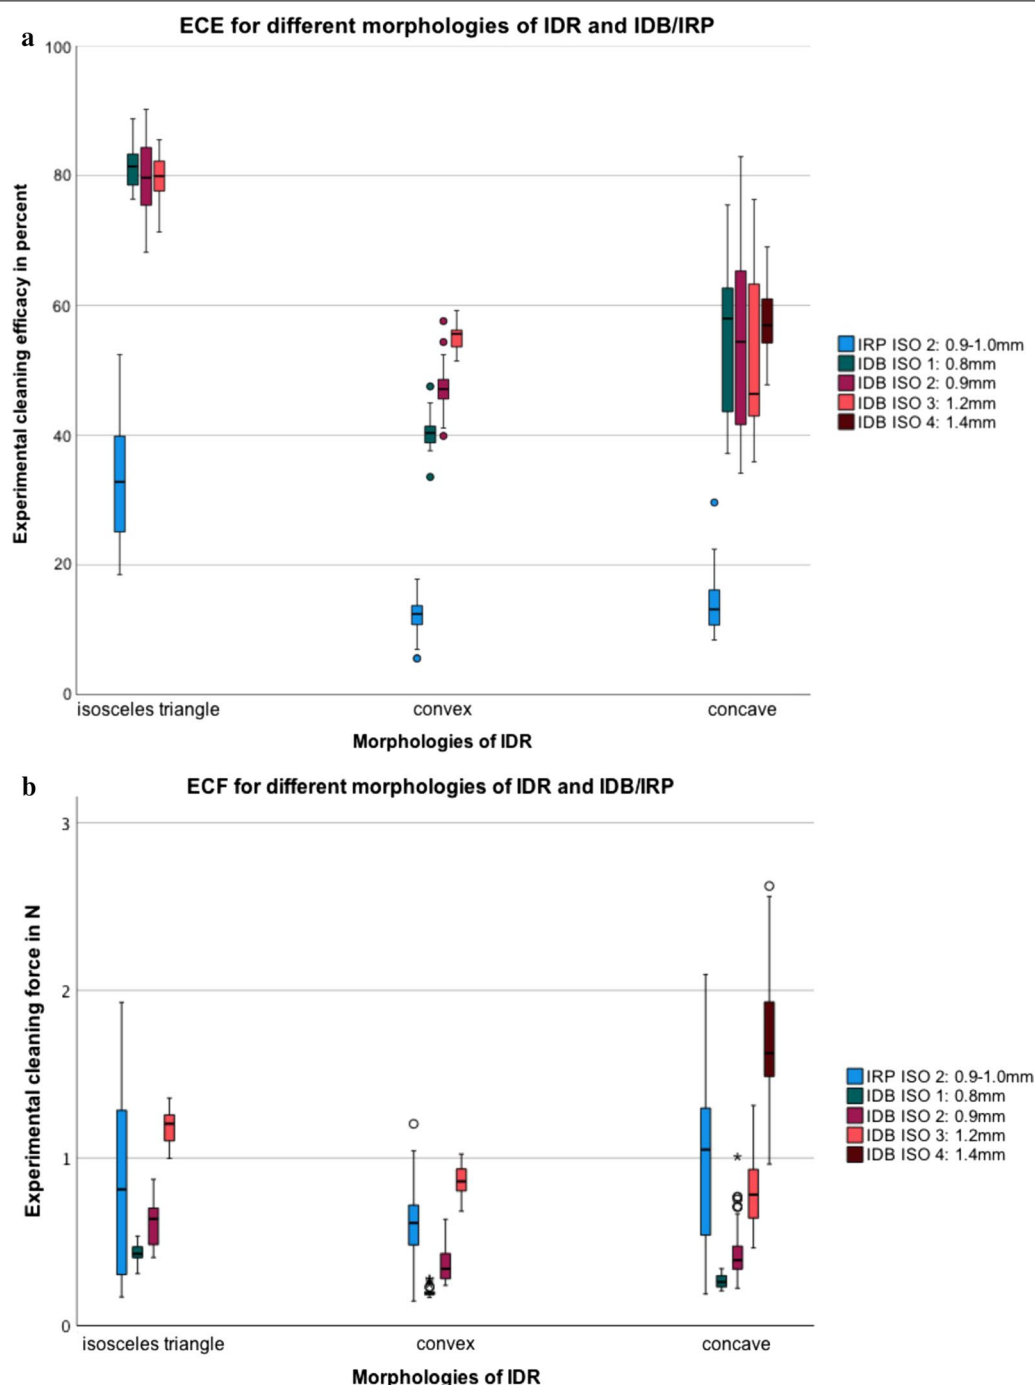 a
ECE for different morphologies of IDR and IDB/IRP
Experimental cleaning efficacy in percent
100
80
60
40
20
0
isosceles triangle
convex
concave
Morphologies of IDR
IRP ISO 2: 0.9-1.0mm
IDB ISO 1: 0.8mm
IDB ISO 2: 0.9mm
IDB ISO 3: 1.2mm
IDB ISO 4: 1.4mm
b
ECF for different morphologies of IDR and IDB/IRP
Experimental cleaning force in N
3
2
1
0
isosceles triangle
convex
concave
Morphologies of IDR
IRP ISO 2: 0.9-1.0mm
IDB ISO 1: 0.8mm
IDB ISO 2: 0.9mm
IDB ISO 3: 1.2mm
IDB ISO 4: 1.4mm